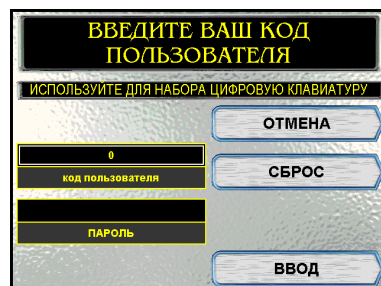 ВВЕДИТЕ ВАШ КОД
ПОЛЬЗОВАТЕЛЯ
ИСПОЛЬЗУЙТЕ ДЛЯ НАБОРА ЦИФРОВУЮ КЛАВИАТУРУ
ОТМЕНА
0
код пользователя
СБРОС
ПАРОЛЬ
ВВОД